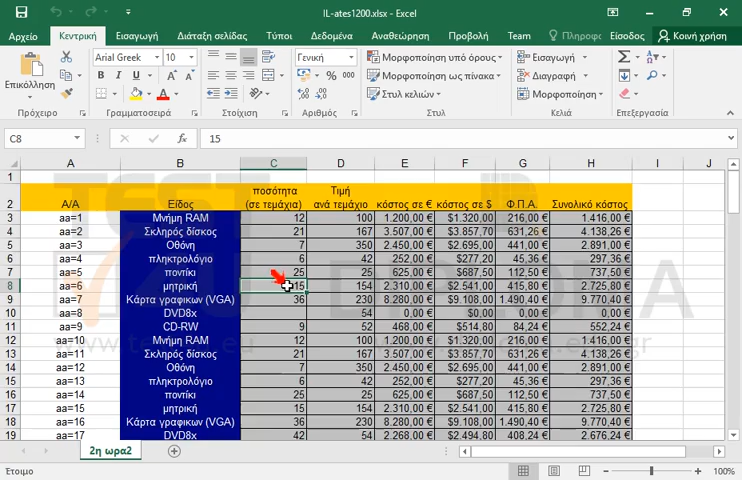 IL-ates1200.xlsx - Excel
Αρχείο Κεντρική Εισαγωγή Διάταξη σελίδας Τύποι Δεδομένα Αναθεώρηση Προβολή Team Πληροφ Είσοδος Κοινή χρήση
Επικόλληση
Arial Greek 10
B I U
Γενική
% 000
Μορφοποίηση υπό όρους
Μορφοποίηση ως πίνακα
Στυλ κελιών
Εισαγωγή
Διαγραφή
Μορφοποίηση
Πρόχειρο Γραμματοσειρά Στοίχιση Αριθμός Στυλ Κελιά Επεξεργασία
C8 fx 15
A B C D E F G H I J
1
2 Α/Α Είδος ποσότητα (σε τεμάχια) Τιμή ανά τεμάχιο κόστος σε € κόστος σε $ Φ.Π.Α. Συνολικό κόστος
3 aa=1 Μνήμη RAM 12 100 1.200,00 € $1.320,00 216,00 € 1.416,00 €
4 aa=2 Σκληρός δίσκος 21 167 3.507,00 € $3.857,70 631,26 € 4.138,26 €
5 aa=3 Οθόνη 7 350 2.450,00 € $2.695,00 441,00 € 2.891,00 €
6 aa=4 πληκτρολόγιο 6 42 252,00 € $277,20 45,36 € 297,36 €
7 aa=5 ποντίκι 25 25 625,00 € $687,50 112,50 € 737,50 €
8 aa=6 μητρική 15 154 2.310,00 € $2.541,00 415,80 € 2.725,80 €
9 aa=7 Κάρτα γραφικων (VGA) 36 230 8.280,00 € $9.108,00 1.490,40 € 9.770,40 €
10 aa=8 DVD8x 54 0,00 € $0,00 0,00 € 0,00 €
11 aa=9 CD-RW 9 52 468,00 € $514,80 84,24 € 552,24 €
12 aa=10 Μνήμη RAM 12 100 1.200,00 € $1.320,00 216,00 € 1.416,00 €
13 aa=11 Σκληρός δίσκος 21 167 3.507,00 € $3.857,70 631,26 € 4.138,26 €
14 aa=12 Οθόνη 7 350 2.450,00 € $2.695,00 441,00 € 2.891,00 €
15 aa=13 πληκτρολόγιο 6 42 252,00 € $277,20 45,36 € 297,36 €
16 aa=14 ποντίκι 25 25 625,00 € $687,50 112,50 € 737,50 €
17 aa=15 μητρική 15 154 2.310,00 € $2.541,00 415,80 € 2.725,80 €
18 aa=16 Κάρτα γραφικων (VGA) 36 230 8.280,00 € $9.108,00 1.490,40 € 9.770,40 €
19 aa=17 DVD8x 42 54 2.268,00 € $2.494,80 408,24 € 2.676,24 €
2η ωρα2
Έτοιμο 100%